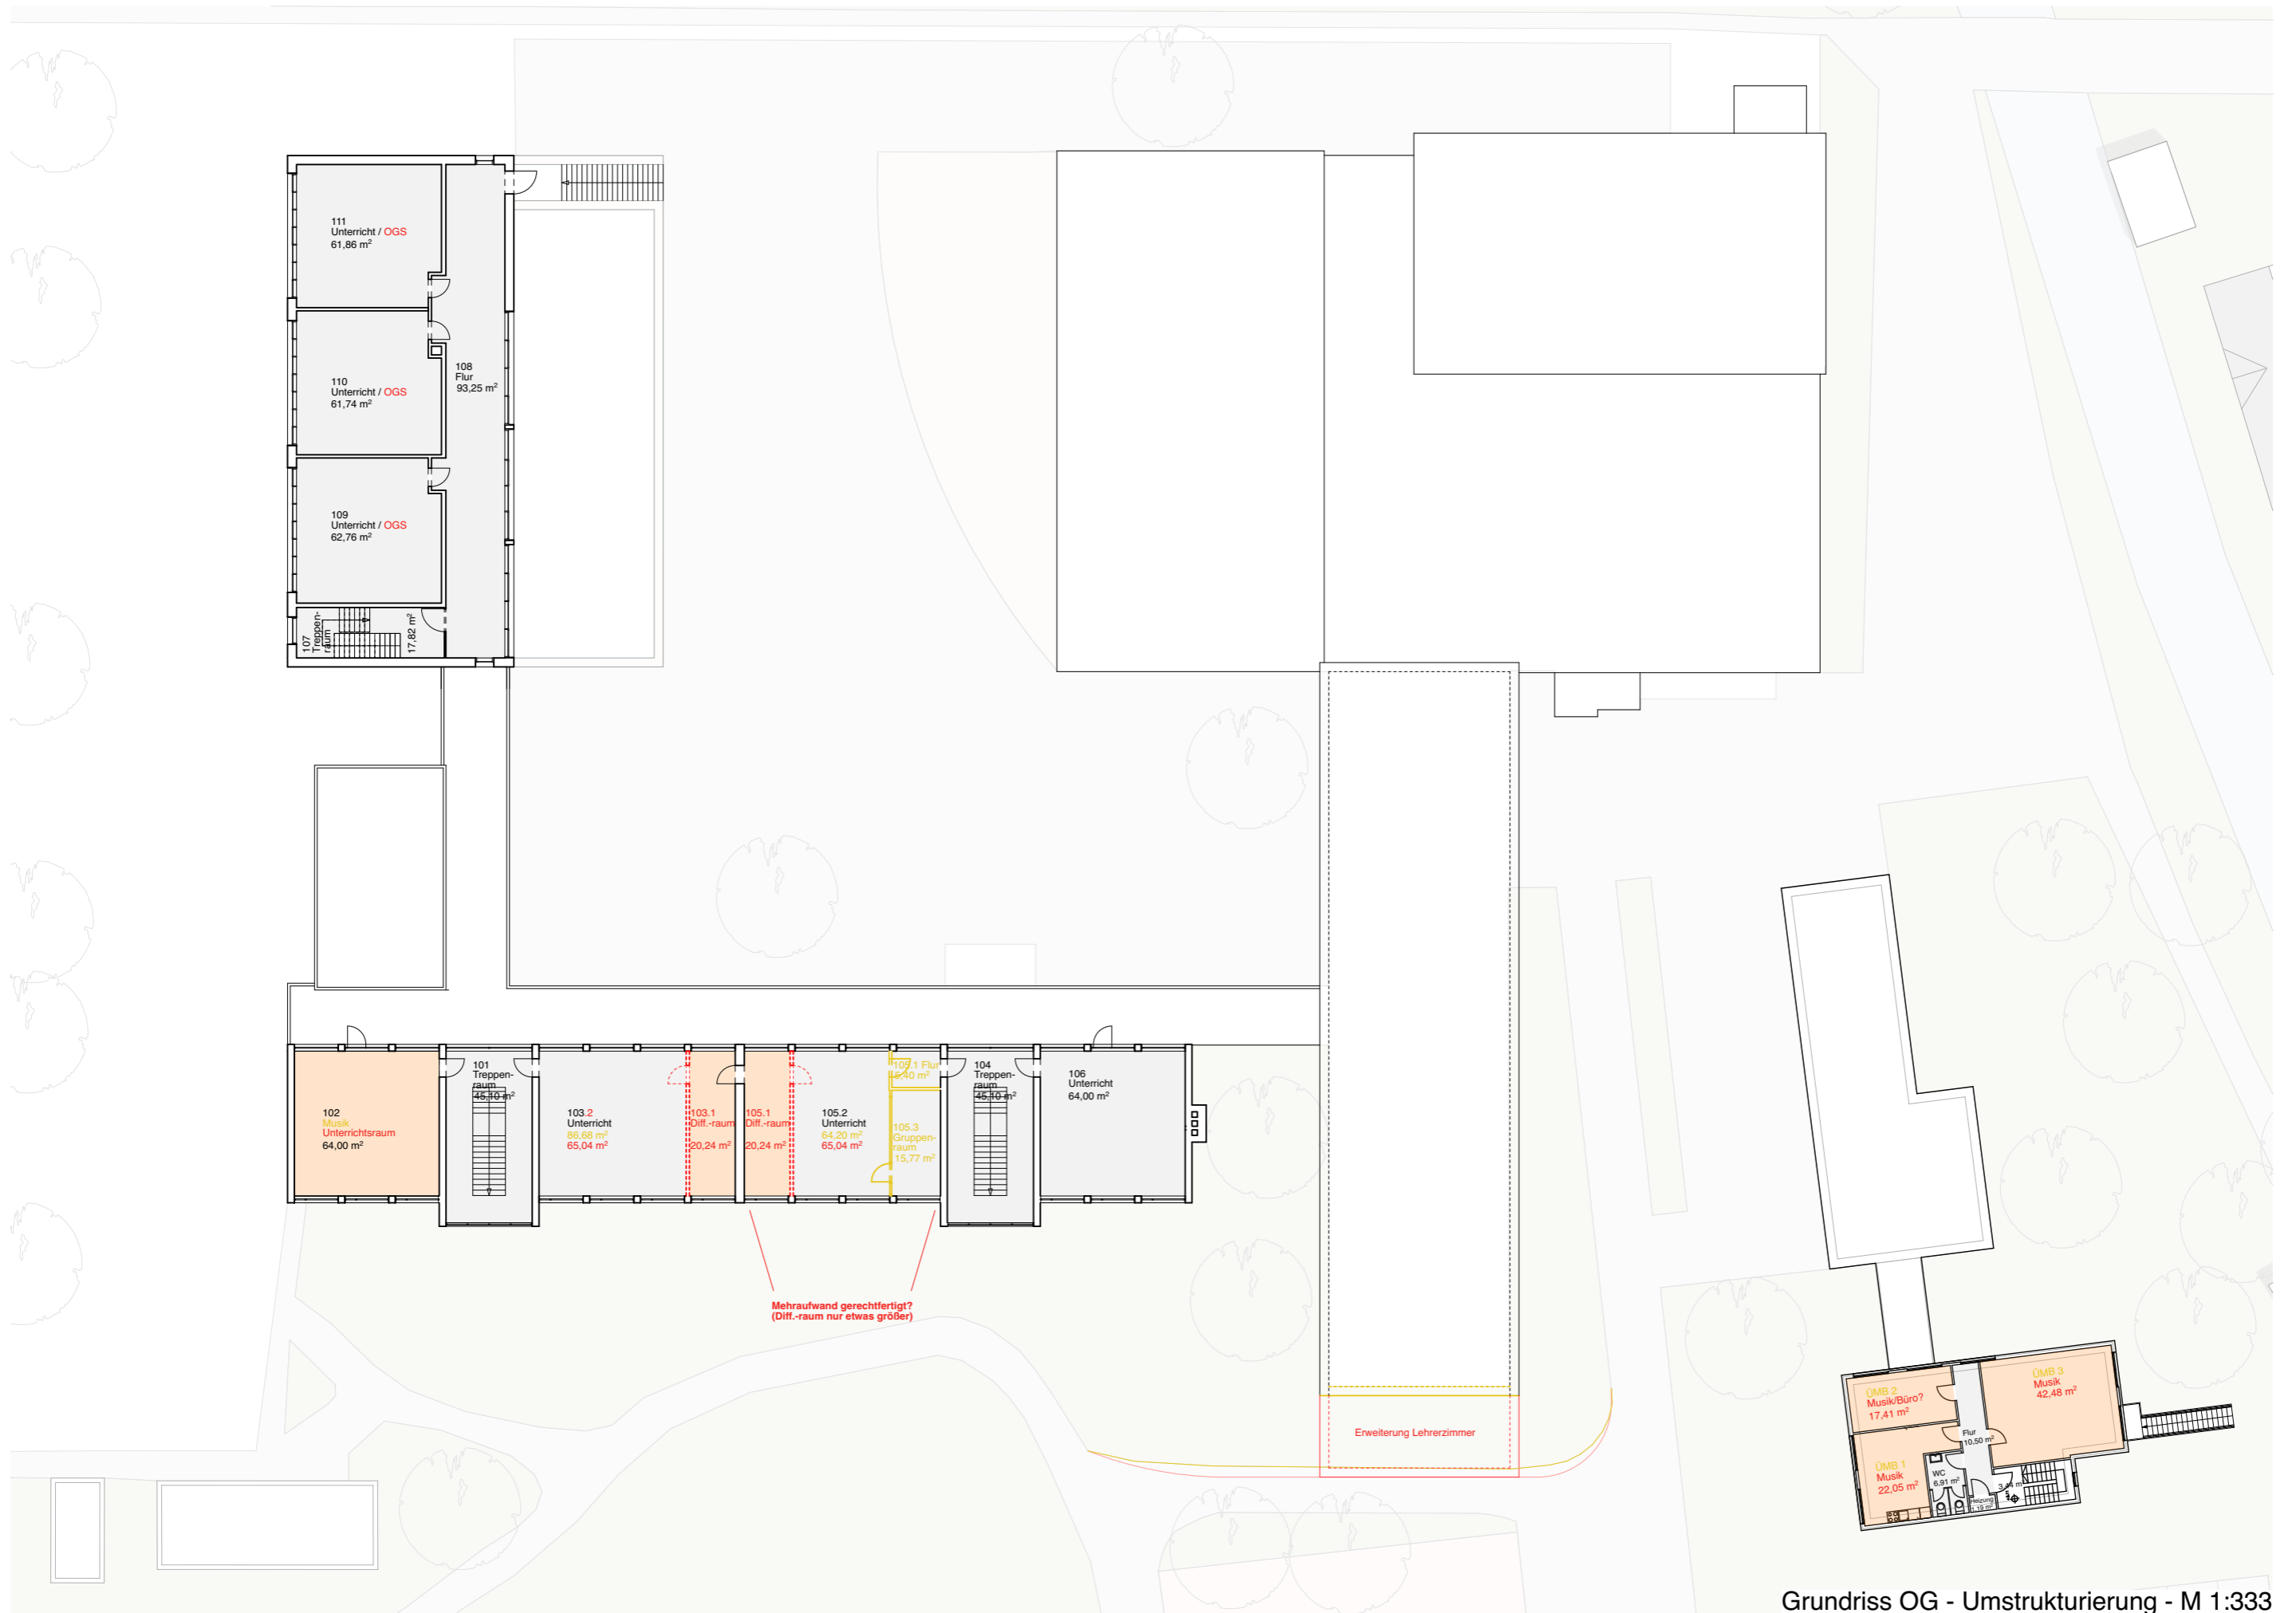 111
Unterricht / OGS
61,86 m²
110
Unterricht / OGS
61,74 m²
108
Flur
93,25 m²
109
Unterricht / OGS
62,76 m²
107
Treppen-
raum
17,82 m²
102
Musik
Unterrichtsraum
64,00 m²
101
Treppen-
raum
45,10 m²
103.2
Unterricht
86,68 m²
65,04 m²
103.1
Diff.-raum
20,24 m²
105.1
Diff.-raum
20,24 m²
105.2
Unterricht
64,20 m²
65,04 m²
105.1 Flur
105.3
Gruppen-
raum
15,77 m²
104
Treppen-
raum
45,10 m²
106
Unterricht
64,00 m²
Mehraufwand gerechtfertigt?
(Diff.-raum nur etwas größer)
Erweiterung Lehrerzimmer
ÜMB 2
Musik/Büro?
17,41 m²
ÜMB 3
Musik
42,48 m²
Flur
10,50 m²
ÜMB 1
Musik
22,05 m²
WC
6,91 m²
Heizung
Grundriss OG - Umstrukturierung - M 1:333